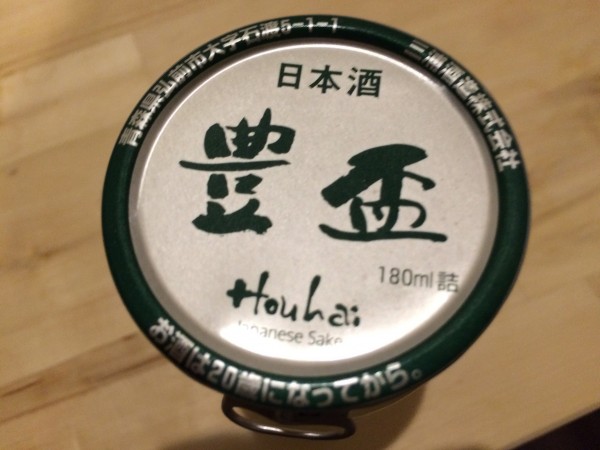 青森県弘前市大字石渡5-1-1
三浦酒造株式会社
日本酒
豊盃
180ml詰
Houhai
Japanese Sake
お酒は20歳になってから。